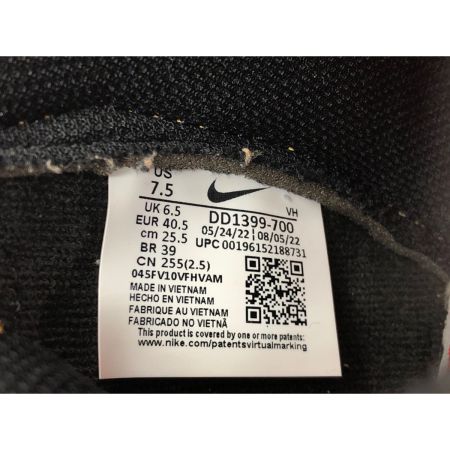 US
7.5
VH
UK 6.5
DD1399-700
EUR 40.5
05/24/22 08/05/22
cm 25.5
UPC 00196152188731
BR 39
CN 255(2.5)
045FV10VFHVAM
MADE IN VIETNAM
HECHO EN VIETNAM
FABRIQUE AU VIETNAM
FABRICADO NO VIETNÃ
This product is covered by one or more patents or
www.nike.com/patentsvirtualmarking